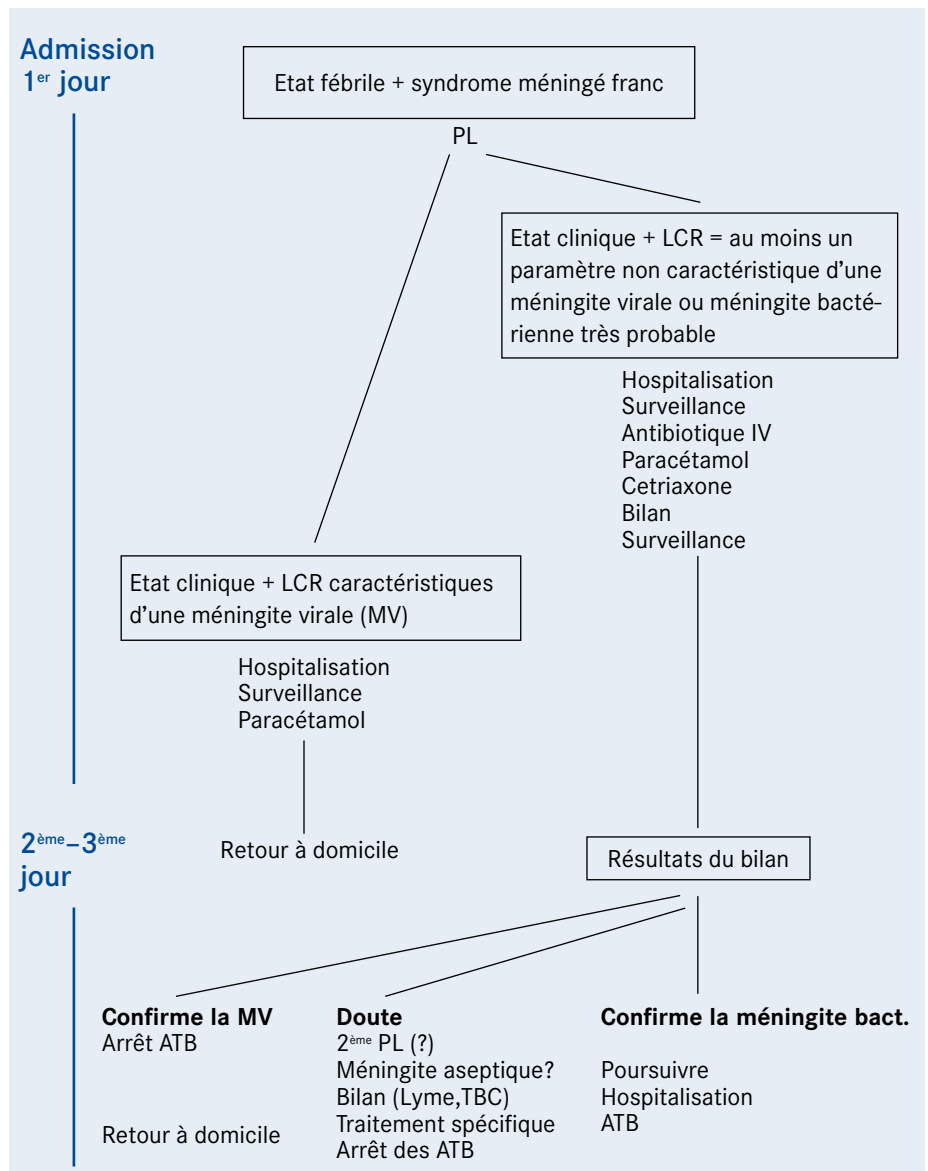 Admission
1er jour
Etat fébrile + syndrome méningé franc
PL
Etat clinique + LCR = au moins un
paramètre non caractéristique d'une
méningite virale ou méningite bacté-
rienne très probable
Hospitalisation
Surveillance
Antibiotique IV
Paracétamol
Cetriaxone
Bilan
Surveillance
Etat clinique + LCR caractéristiques
d'une méningite virale (MV)
Hospitalisation
Surveillance
Paracétamol
2ème–3ème
jour
Retour à domicile
Résultats du bilan
Confirme la MV
Arrêt ATB
Retour à domicile
Doute
2ème PL (?)
Méningite aseptique?
Bilan (Lyme,TBC)
Traitement spécifique
Arrêt des ATB
Confirme la méningite bact.
Poursuivre
Hospitalisation
ATB